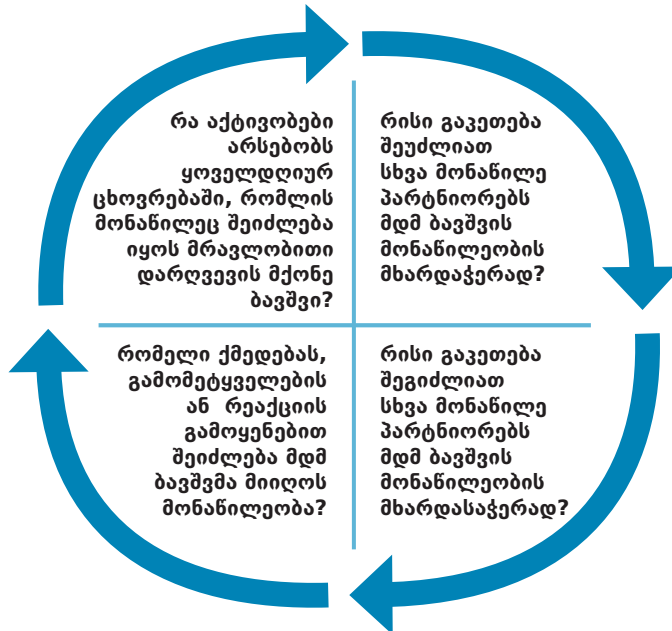 რა აქტივობები
არსებობს
ყოველდღიურ
ცხოვრებაში, რომლის
მონაწილეც შეიძლება
იყოს მრავლობითი
დარღვევის მქონე
ბავშვი?
რისი გაკეთება
შეუძლიათ
სხვა მონაწილე
პარტნიორებს
მდმ ბავშვის
მონაწილეობის
მხარდაჭერად?
რომელი ქმედებას,
გამომეტყველების
ან რეაქციის
გამოყენებით
შეიძლება მდმ
ბავშვმა მიიღოს
მონაწილეობა?
რისი გაკეთება
შეგიძლიათ
სხვა მონაწილე
პარტნიორებს
მდმ ბავშვის
მონაწილეობის
მხარდასაჭერად?